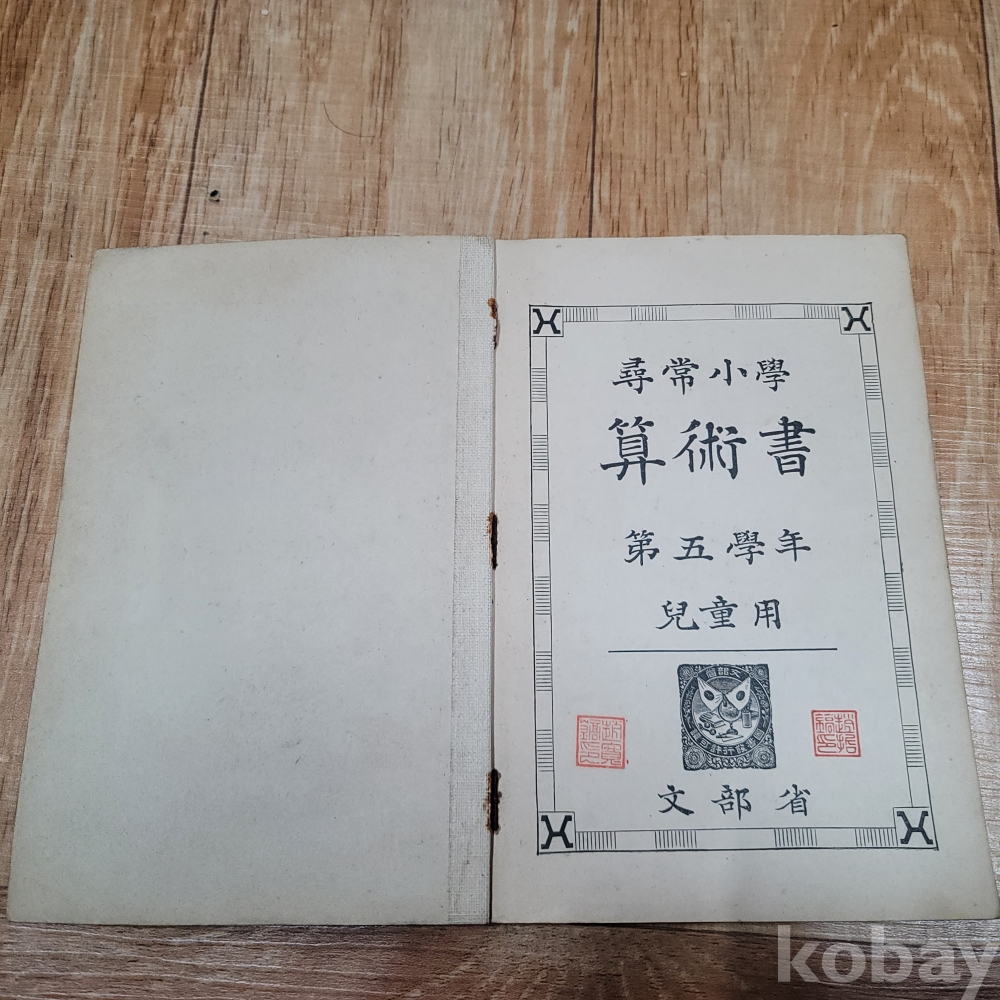 尋常小學
算術書
第五學年
兒童用
文部省
kobay